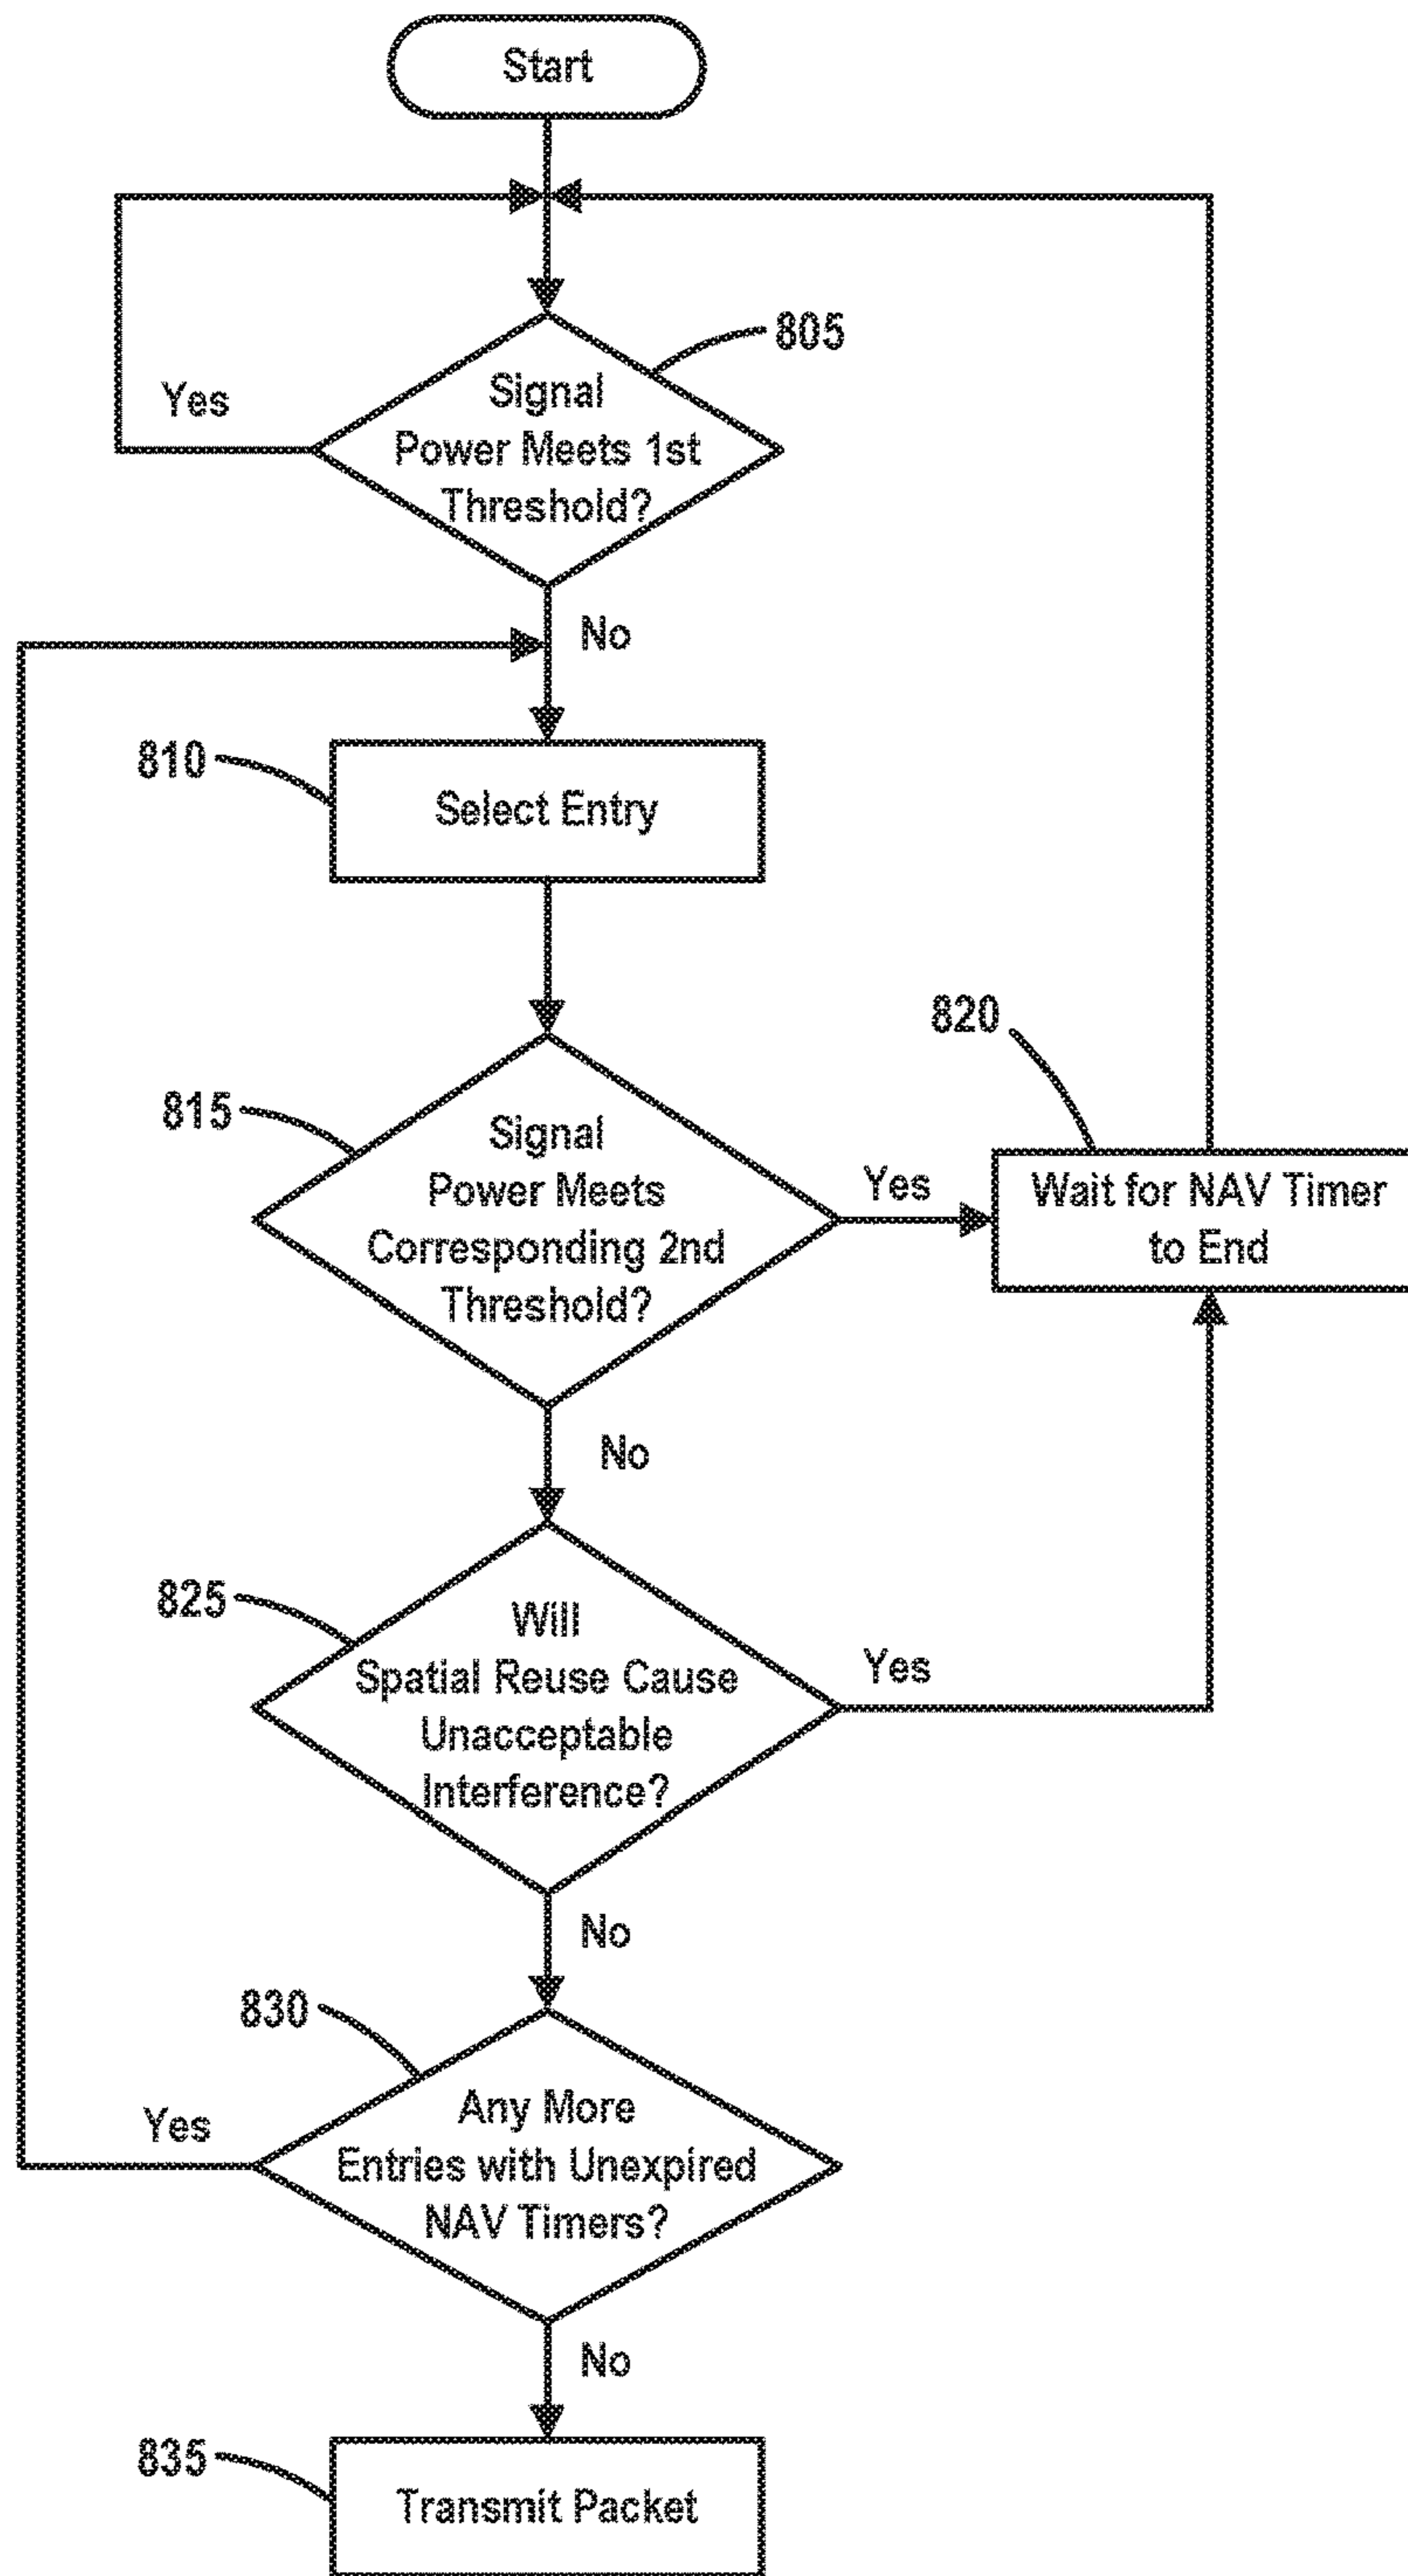 Start
805
Signal
Power Meets 1st
Threshold?
Yes
No
810
Select Entry
815
Signal
Power Meets
Corresponding 2nd
Threshold?
Yes
820
Wait for NAV Timer
to End
No
825
Will
Spatial Reuse Cause
Unacceptable
Interference?
Yes
No
830
Any More
Entries with Unexpired
NAV Timers?
Yes
No
835
Transmit Packet